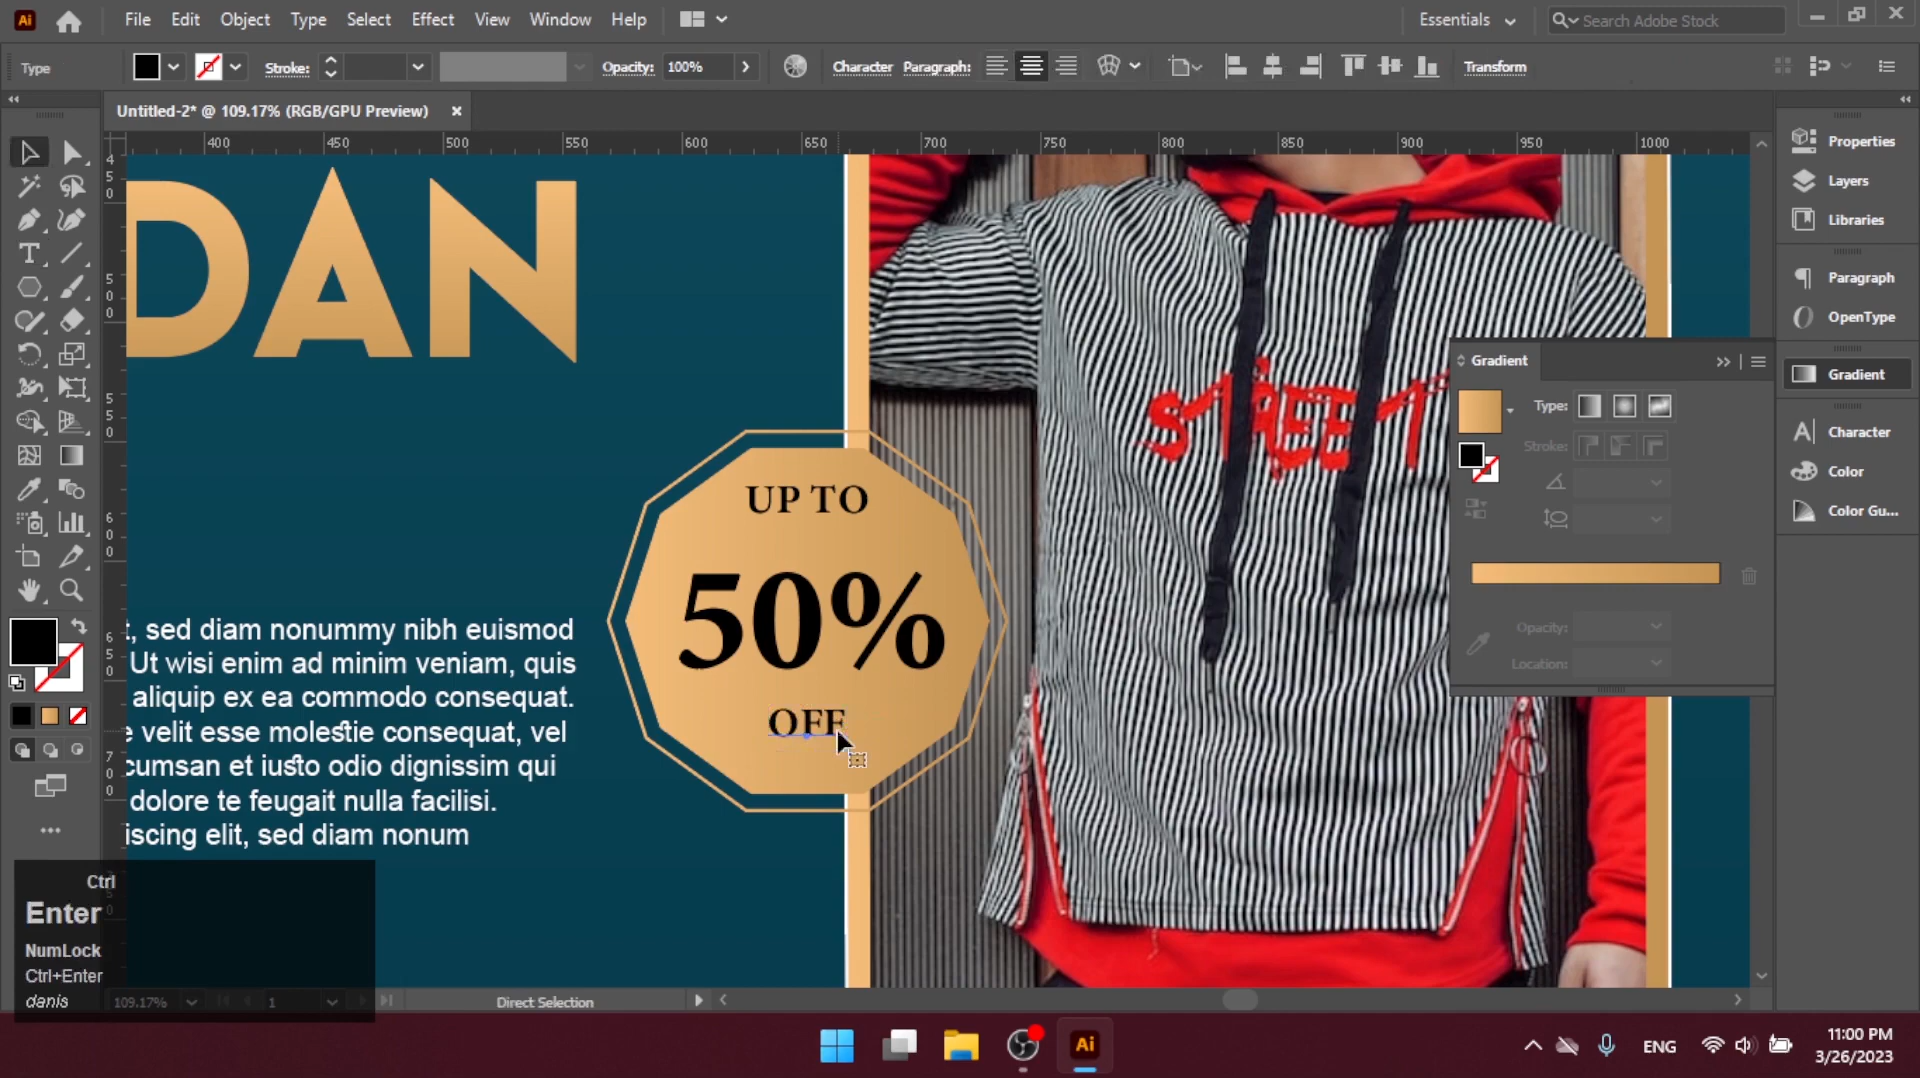 Ai File Edit Object Type Select Effect View Window Help Essentials Search Adobe Stock
Type Stroke: Opacity: 100% Character Paragraph: Transform
Untitled-2* @ 109.17% (RGB/GPU Preview)
400 450 500 550 600 650 700 750 800 850 900 950 1000
DAN
UP TO
50%
OFF
STREET
, sed diam nonummy nibh euismod
Ut wisi enim ad minim veniam, quis
aliquip ex ea commodo consequat.
e velit esse molestie consequat, vel
cumsan et iusto odio dignissim qui
dolore te feugait nulla facilisi.
iscing elit, sed diam nonum
Gradient
Type:
Stroke:
Opacity:
Location:
Properties
Layers
Libraries
Paragraph
OpenType
Gradient
Character
Color
Color Gu...
Ctrl
Enter
NumLock
Ctrl+Enter
danis
109.17% 1 Direct Selection
Ai
ENG
11:00 PM
3/26/2023